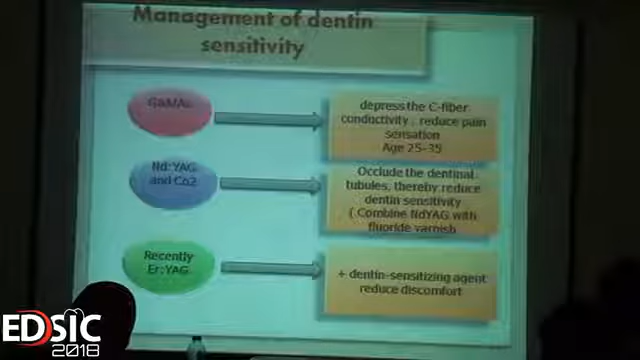 Management of dentin
sensitivity
GaAlAs
depress the C-fiber
conductivity , reduce pain
sensation
Age 25-35
Nd:YAG
and Co2
Occlude the dentinal
tubules, thereby reduce
dentin sensitivity
( Combine NdYAG with
fluoride varnish
Recently
Er:YAG
+ dentin-sensitizing agent
reduce discomfort
EDSIC
2018